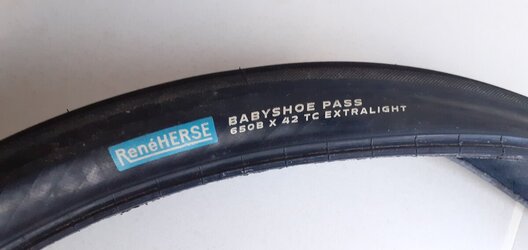 RenéHERSE
BABYSHOE PASS
650B X 42 TC EXTRALIGHT